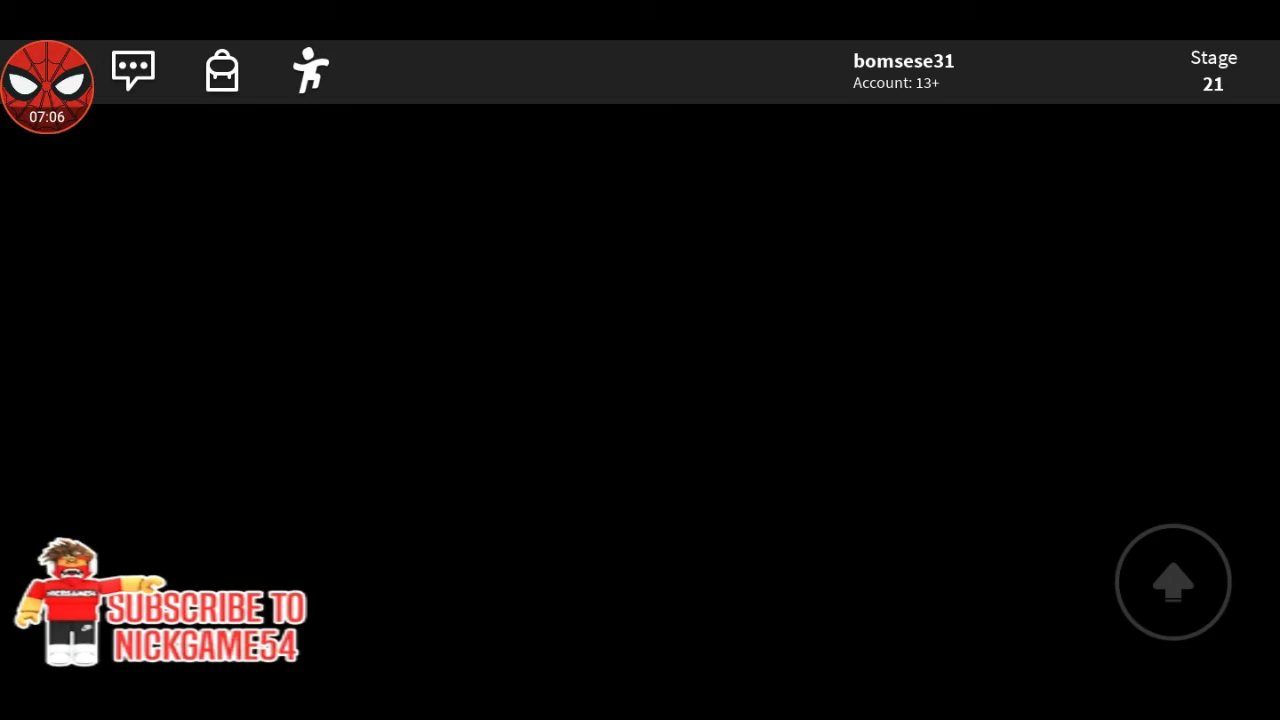 bomsese31
Account: 13+
Stage
21
07:06
SUBSCRIBE TO
NICKGAME54